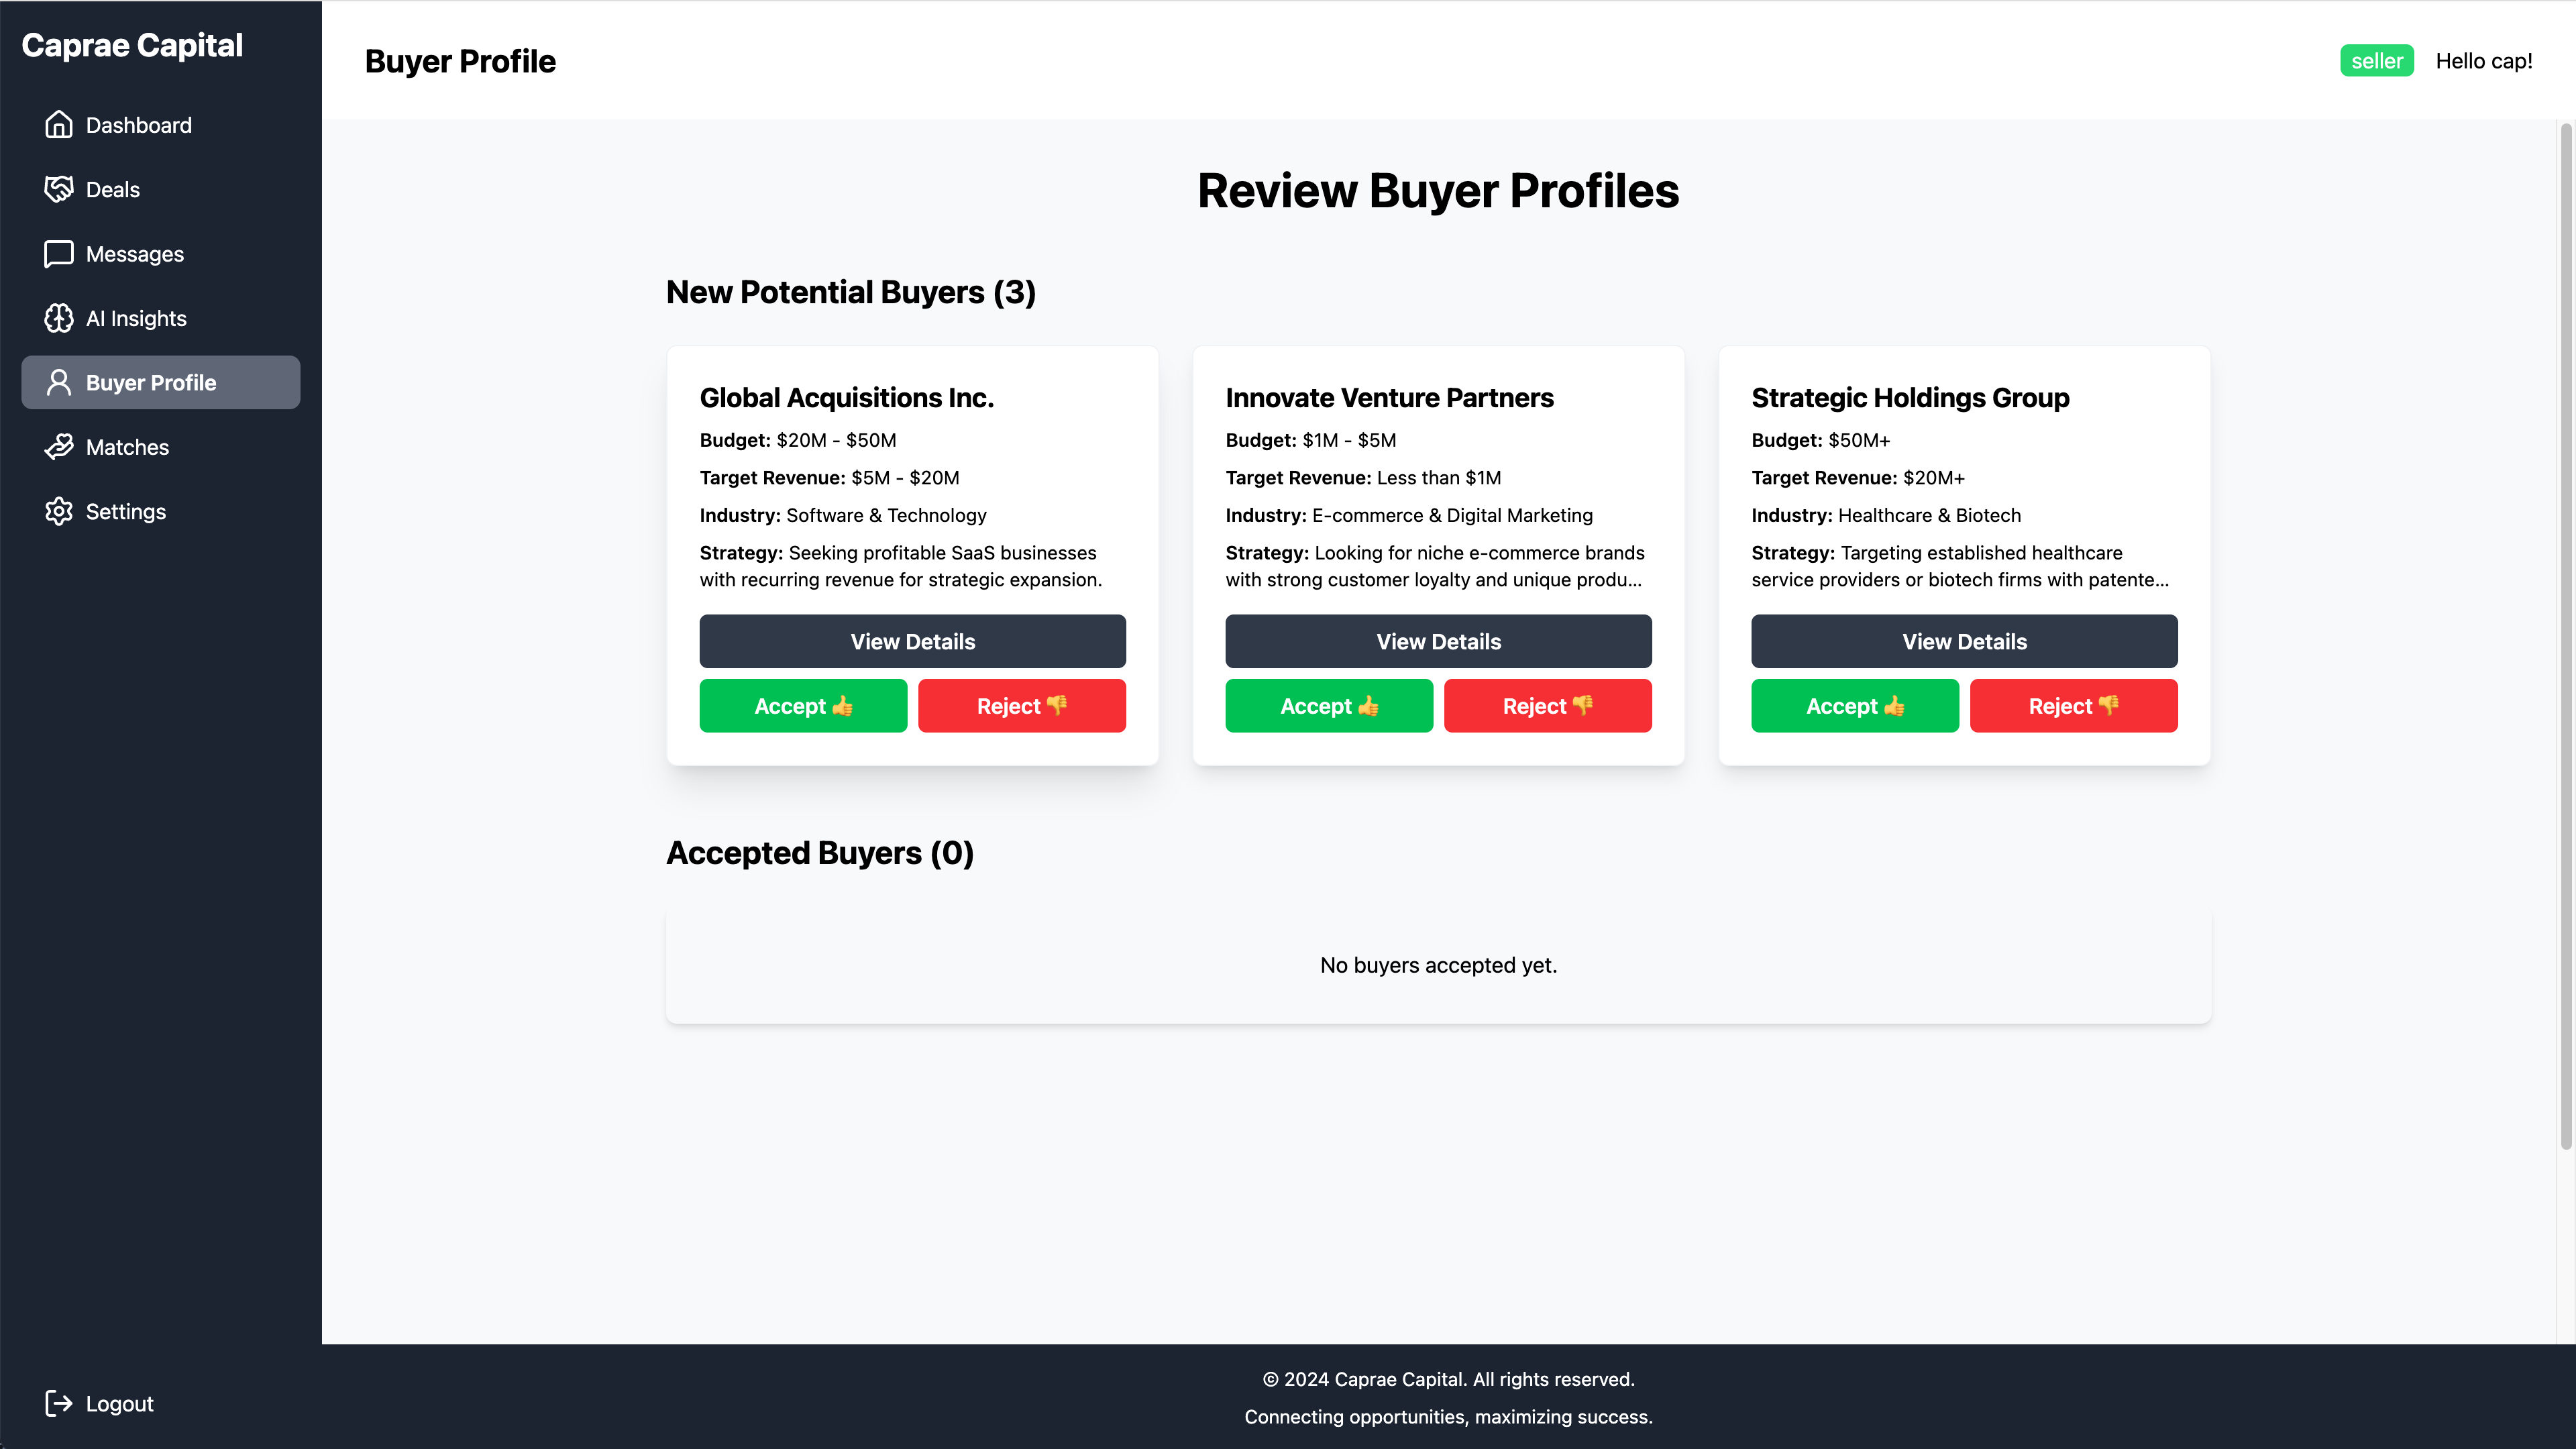 Caprae Capital
Dashboard
Deals
Messages
AI Insights
Buyer Profile
Matches
Settings
Logout
Buyer Profile
seller
Hello cap!
Review Buyer Profiles
New Potential Buyers (3)
Global Acquisitions Inc.
Budget: $20M - $50M
Target Revenue: $5M - $20M
Industry: Software & Technology
Strategy: Seeking profitable SaaS businesses
with recurring revenue for strategic expansion.
View Details
Accept 👍
Reject 👎
Innovate Venture Partners
Budget: $1M - $5M
Target Revenue: Less than $1M
Industry: E-commerce & Digital Marketing
Strategy: Looking for niche e-commerce brands
with strong customer loyalty and unique produ...
View Details
Accept 👍
Reject 👎
Strategic Holdings Group
Budget: $50M+
Target Revenue: $20M+
Industry: Healthcare & Biotech
Strategy: Targeting established healthcare
service providers or biotech firms with patente...
View Details
Accept 👍
Reject 👎
Accepted Buyers (0)
No buyers accepted yet.
© 2024 Caprae Capital. All rights reserved.
Connecting opportunities, maximizing success.